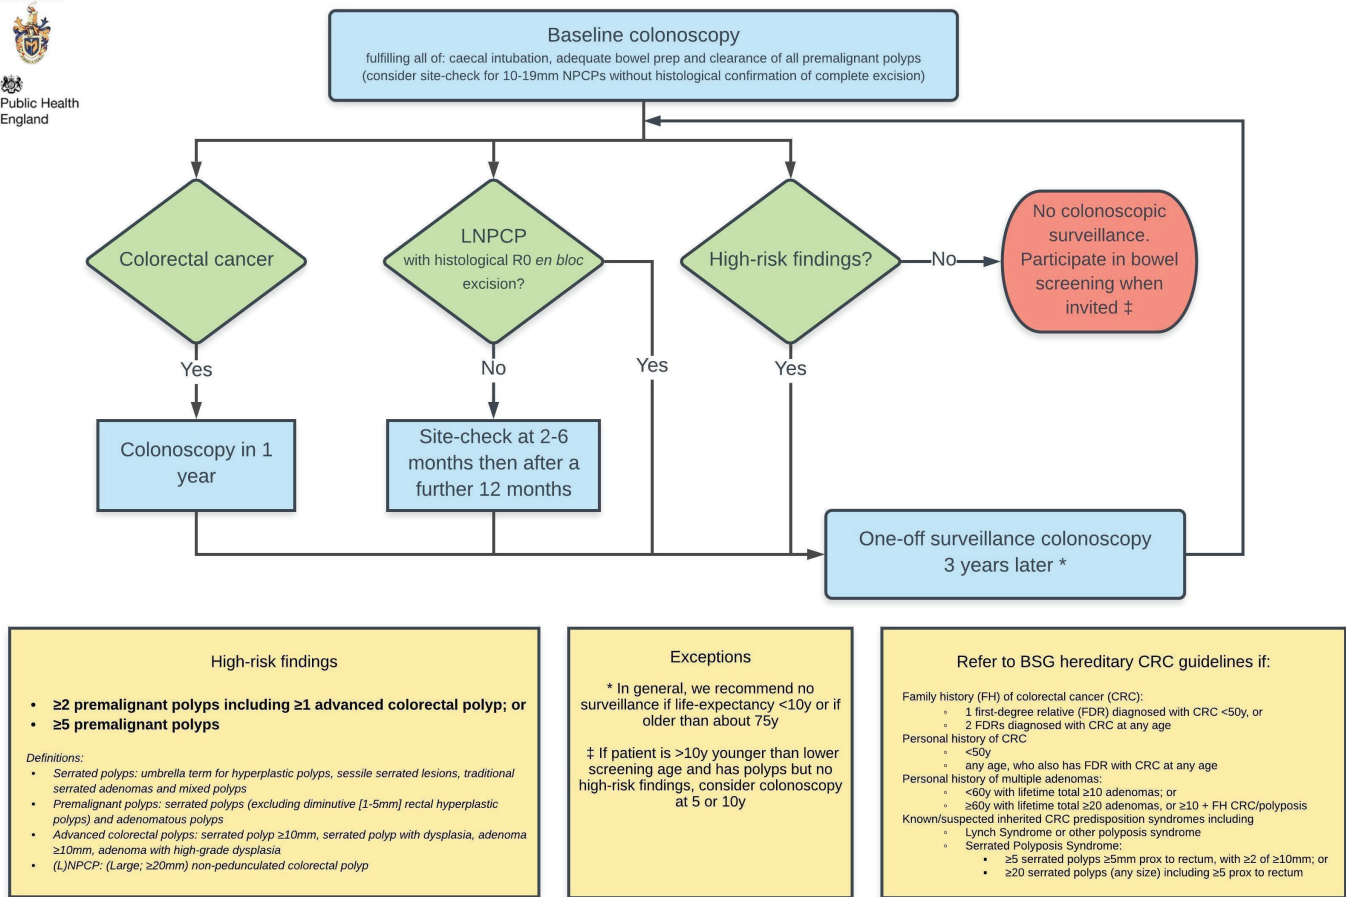 Public Health
England
Baseline colonoscopy
fulfilling all of: caecal intubation, adequate bowel prep and clearance of all premalignant polyps
(consider site-check for 10-19mm NPCPs without histological confirmation of complete excision)
Colorectal cancer
LNPCP
with histological R0 en bloc
excision?
High-risk findings?
No
No colonoscopic
surveillance.
Participate in bowel
screening when
invited ‡
Yes
No
Yes
Yes
Colonoscopy in 1
year
Site-check at 2-6
months then after a
further 12 months
One-off surveillance colonoscopy
3 years later *
High-risk findings
• ≥2 premalignant polyps including ≥1 advanced colorectal polyp; or
• ≥5 premalignant polyps
Definitions:
• Serrated polyps: umbrella term for hyperplastic polyps, sessile serrated lesions, traditional
serrated adenomas and mixed polyps
• Premalignant polyps: serrated polyps (excluding diminutive [1-5mm] rectal hyperplastic
polyps) and adenomatous polyps
• Advanced colorectal polyps: serrated polyp ≥10mm, serrated polyp with dysplasia, adenoma
≥10mm, adenoma with high-grade dysplasia
• (L)NPCP: (Large; ≥20mm) non-pedunculated colorectal polyp
Exceptions
* In general, we recommend no
surveillance if life-expectancy <10y or if
older than about 75y
‡ If patient is >10y younger than lower
screening age and has polyps but no
high-risk findings, consider colonoscopy
at 5 or 10y
Refer to BSG hereditary CRC guidelines if:
Family history (FH) of colorectal cancer (CRC):
◦ 1 first-degree relative (FDR) diagnosed with CRC <50y, or
◦ 2 FDRs diagnosed with CRC at any age
Personal history of CRC
◦ <50y
◦ any age, who also has FDR with CRC at any age
Personal history of multiple adenomas:
◦ <60y with lifetime total ≥10 adenomas; or
◦ ≥60y with lifetime total ≥20 adenomas, or ≥10 + FH CRC/polyposis
Known/suspected inherited CRC predisposition syndromes including
◦ Lynch Syndrome or other polyposis syndrome
◦ Serrated Polyposis Syndrome:
▪ ≥5 serrated polyps ≥5mm prox to rectum, with ≥2 of ≥10mm; or
▪ ≥20 serrated polyps (any size) including ≥5 prox to rectum